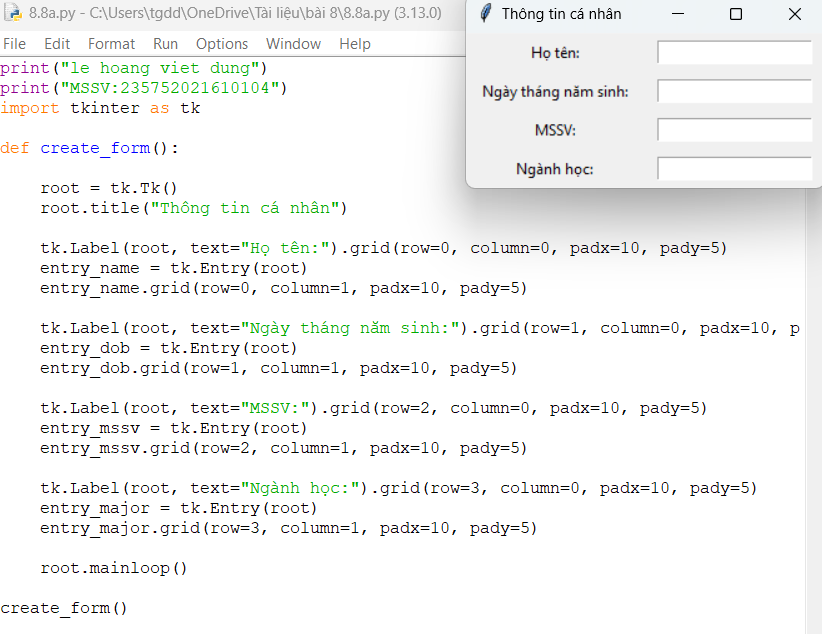 8.8a.py - C:\Users\tgdd\OneDrive\Tài liệu\bài 8\8.8a.py (3.13.0)
File Edit Format Run Options Window Help
print("le hoang viet dung")
print("MSSV:235752021610104")
import tkinter as tk
def create_form():
root = tk.Tk()
root.title("Thông tin cá nhân")
tk.Label(root, text="Họ tên:").grid(row=0, column=0, padx=10, pady=5)
entry_name = tk.Entry(root)
entry_name.grid(row=0, column=1, padx=10, pady=5)
tk.Label(root, text="Ngày tháng năm sinh:").grid(row=1, column=0, padx=10, p
entry_dob = tk.Entry(root)
entry_dob.grid(row=1, column=1, padx=10, pady=5)
tk.Label(root, text="MSSV:").grid(row=2, column=0, padx=10, pady=5)
entry_mssv = tk.Entry(root)
entry_mssv.grid(row=2, column=1, padx=10, pady=5)
tk.Label(root, text="Ngành học:").grid(row=3, column=0, padx=10, pady=5)
entry_major = tk.Entry(root)
entry_major.grid(row=3, column=1, padx=10, pady=5)
root.mainloop()
create_form()
Thông tin cá nhân
Họ tên:
Ngày tháng năm sinh:
MSSV:
Ngành học: